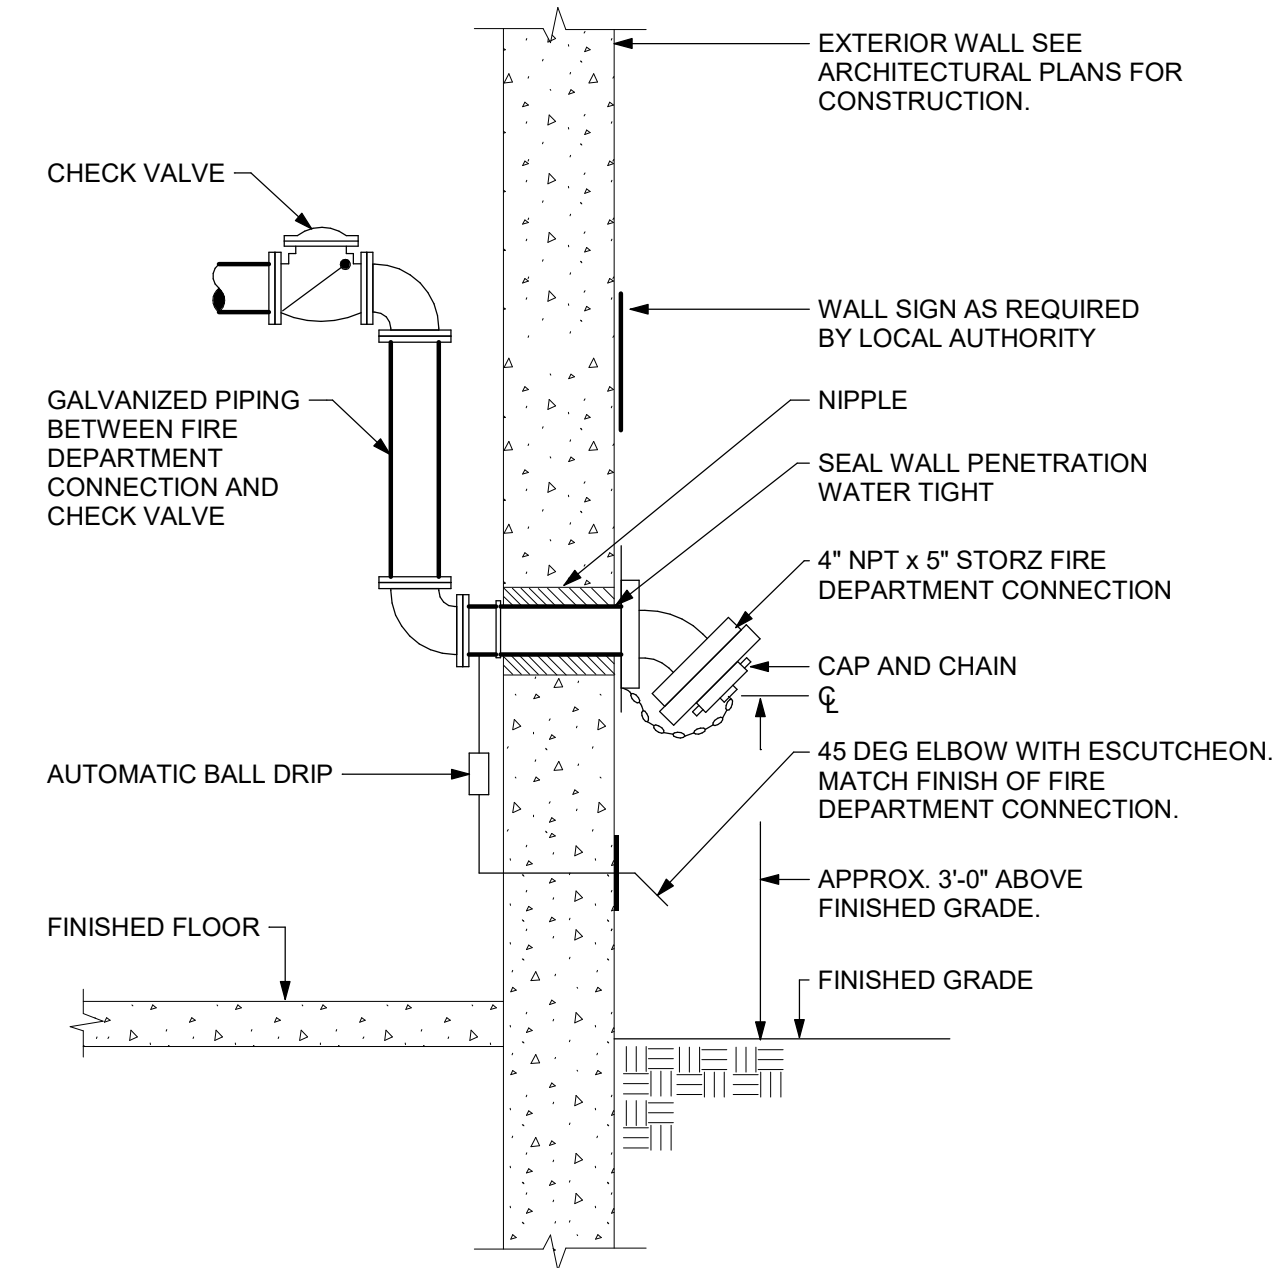 EXTERIOR WALL SEE
ARCHITECTURAL PLANS FOR
CONSTRUCTION.
CHECK VALVE
WALL SIGN AS REQUIRED
BY LOCAL AUTHORITY
GALVANIZED PIPING
BETWEEN FIRE
DEPARTMENT
CONNECTION AND
CHECK VALVE
NIPPLE
SEAL WALL PENETRATION
WATER TIGHT
4" NPT x 5" STORZ FIRE
DEPARTMENT CONNECTION
CAP AND CHAIN
℄
45 DEG ELBOW WITH ESCUTCHEON.
MATCH FINISH OF FIRE
DEPARTMENT CONNECTION.
AUTOMATIC BALL DRIP
APPROX. 3'-0" ABOVE
FINISHED GRADE.
FINISHED FLOOR
FINISHED GRADE